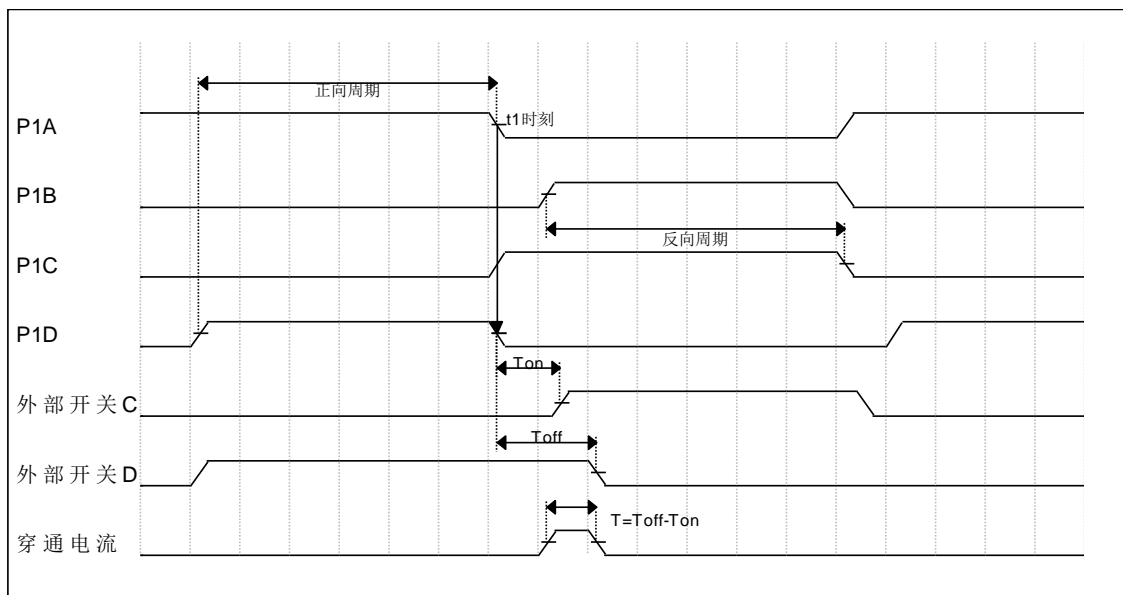 正向周期
P1A
t1时刻
P1B
反向周期
P1C
P1D
Ton
外部开关C
Toff
外部开关D
T=Toff-Ton
穿通电流